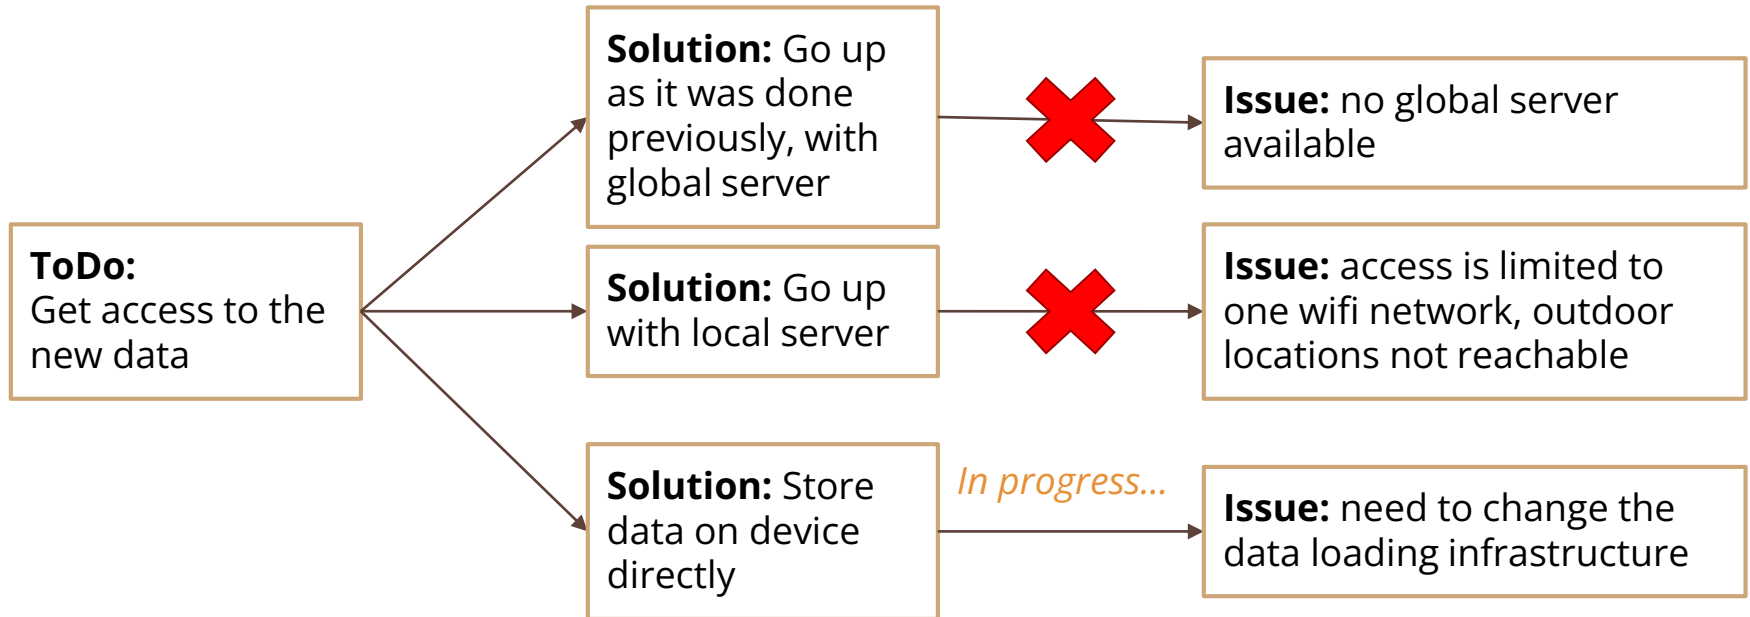 ToDo:
Get access to the
new data
Solution: Go up
as it was done
previously, with
global server
Issue: no global server
available
Solution: Go up
with local server
Issue: access is limited to
one wifi network, outdoor
locations not reachable
Solution: Store
data on device
directly
In progress...
Issue: need to change the
data loading infrastructure